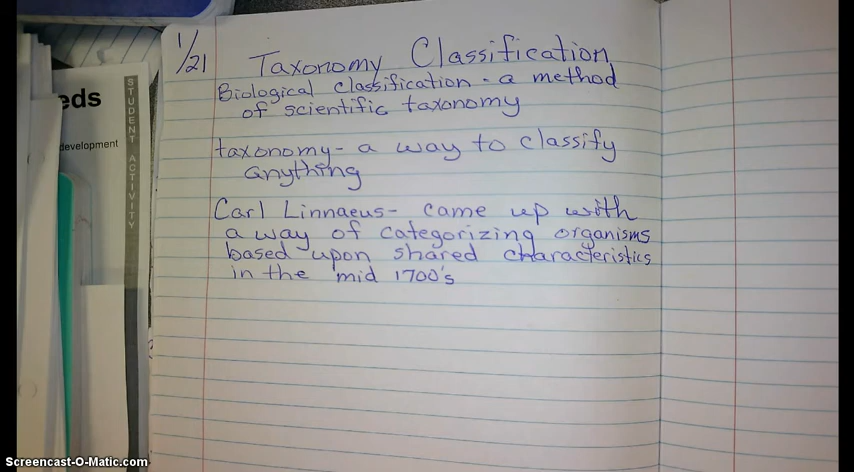 1/21
Taxonomy Classification
Biological classification - a method
of scientific taxonomy
taxonomy - a way to classify
anything
Carl Linnaeus - came up with
a way of categorizing organisms
based upon shared characteristics
in the mid 1700's
eds
development
STUDENT ACTIVITY
Screencast-O-Matic.com